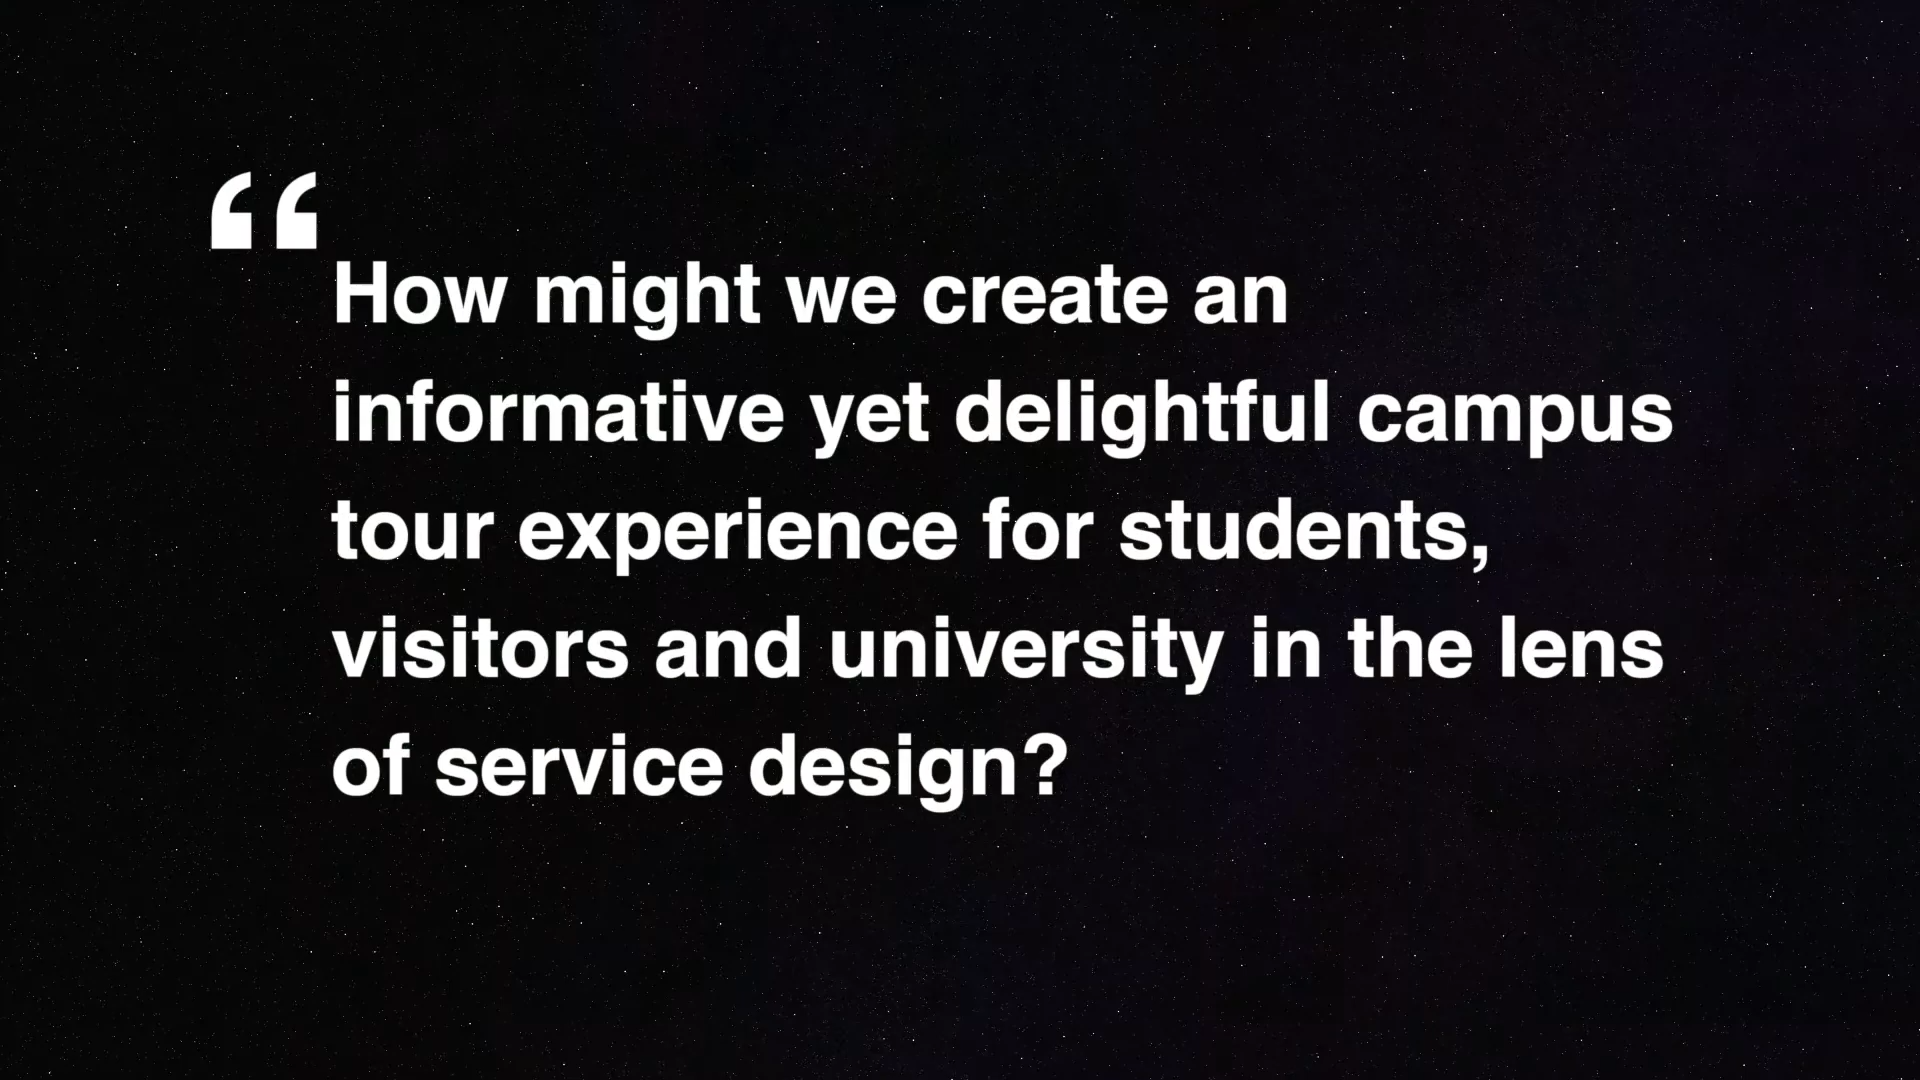 “
How might we create an
informative yet delightful campus
tour experience for students,
visitors and university in the lens
of service design?